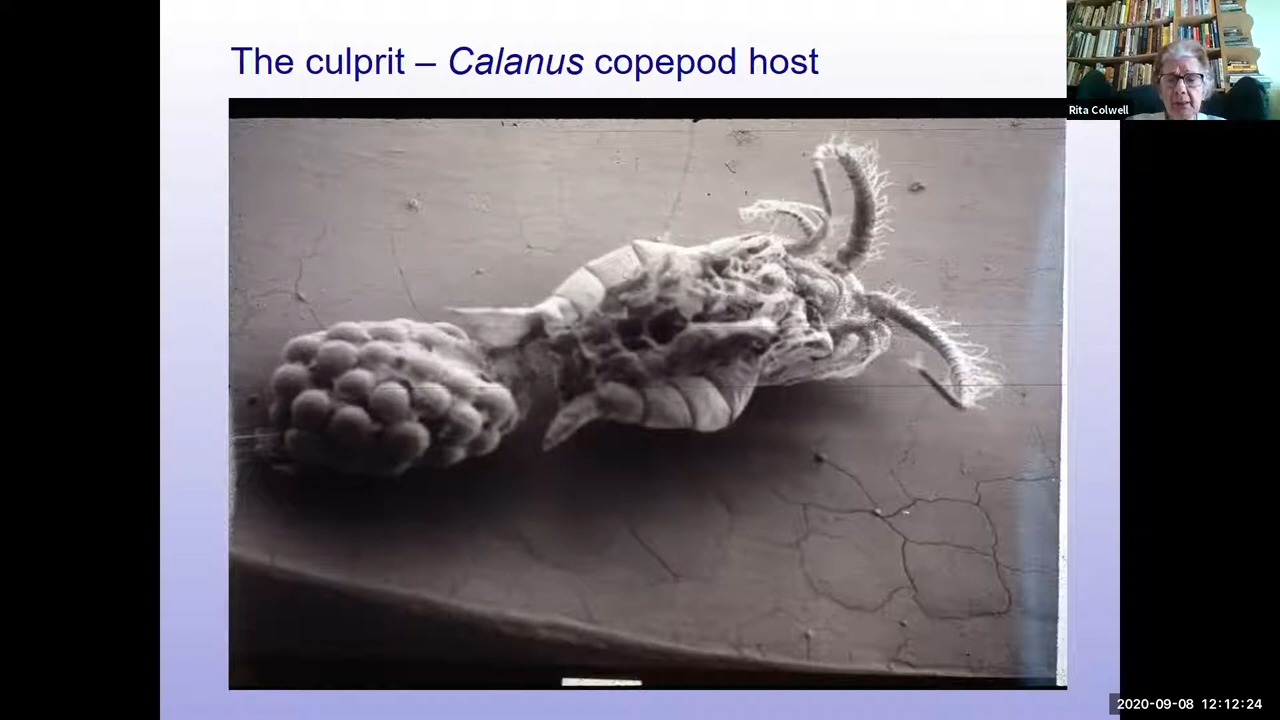 The culprit – Calanus copepod host
Rita Colwell
2020-09-08 12:12:24